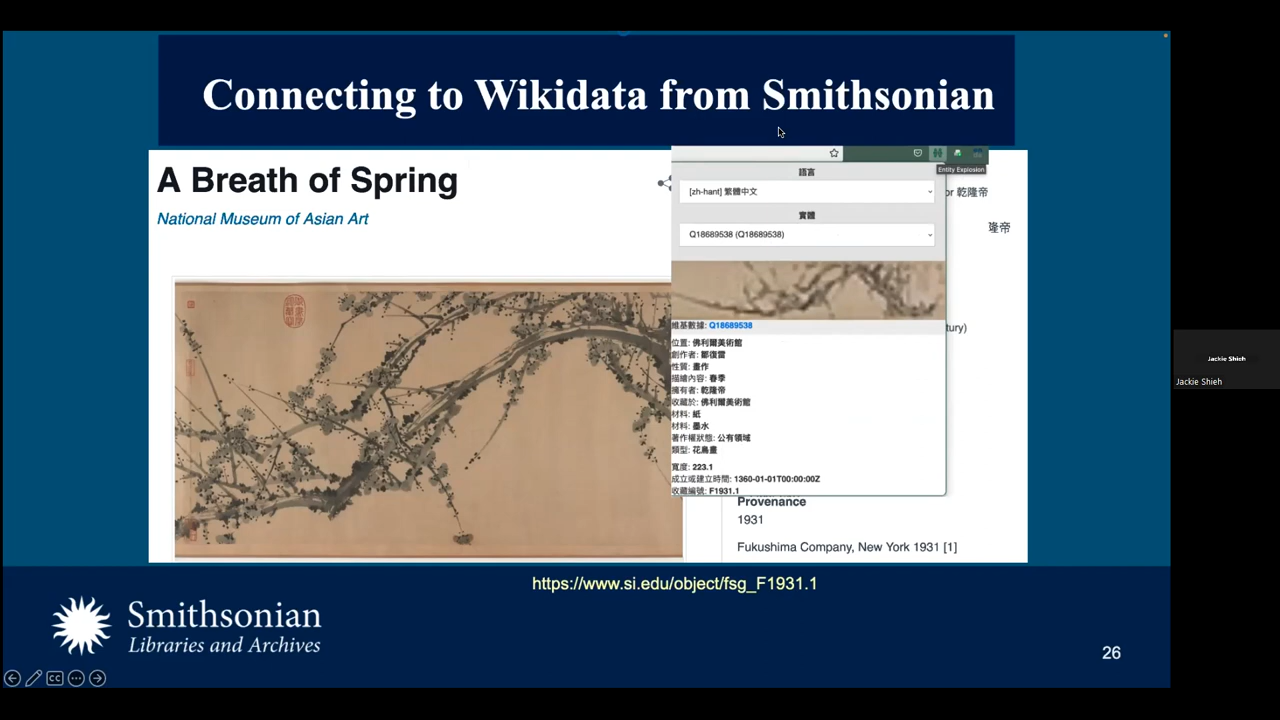 Connecting to Wikidata from Smithsonian
A Breath of Spring
National Museum of Asian Art
Entity Explosion
語言
[zh-hant] 繁體中文
實體
Q18689538 (Q18689538)
or 乾隆帝
隆帝
tury)
維基數據: Q18689538
位置: 佛利爾美術館
創作者: 鄒復雷
性質: 畫作
描繪內容: 春季
擁有者: 乾隆帝
收藏於: 佛利爾美術館
材料: 紙
材料: 墨水
著作權狀態: 公有領域
類型: 花鳥畫
寬度: 223.1
成立或建立時間: 1360-01-01T00:00:00Z
收藏編號: F1931.1
Provenance
1931
Fukushima Company, New York 1931 [1]
https://www.si.edu/object/fsg_F1931.1
Smithsonian
Libraries and Archives
26
CC
Jackie Shieh
Jackie Shieh